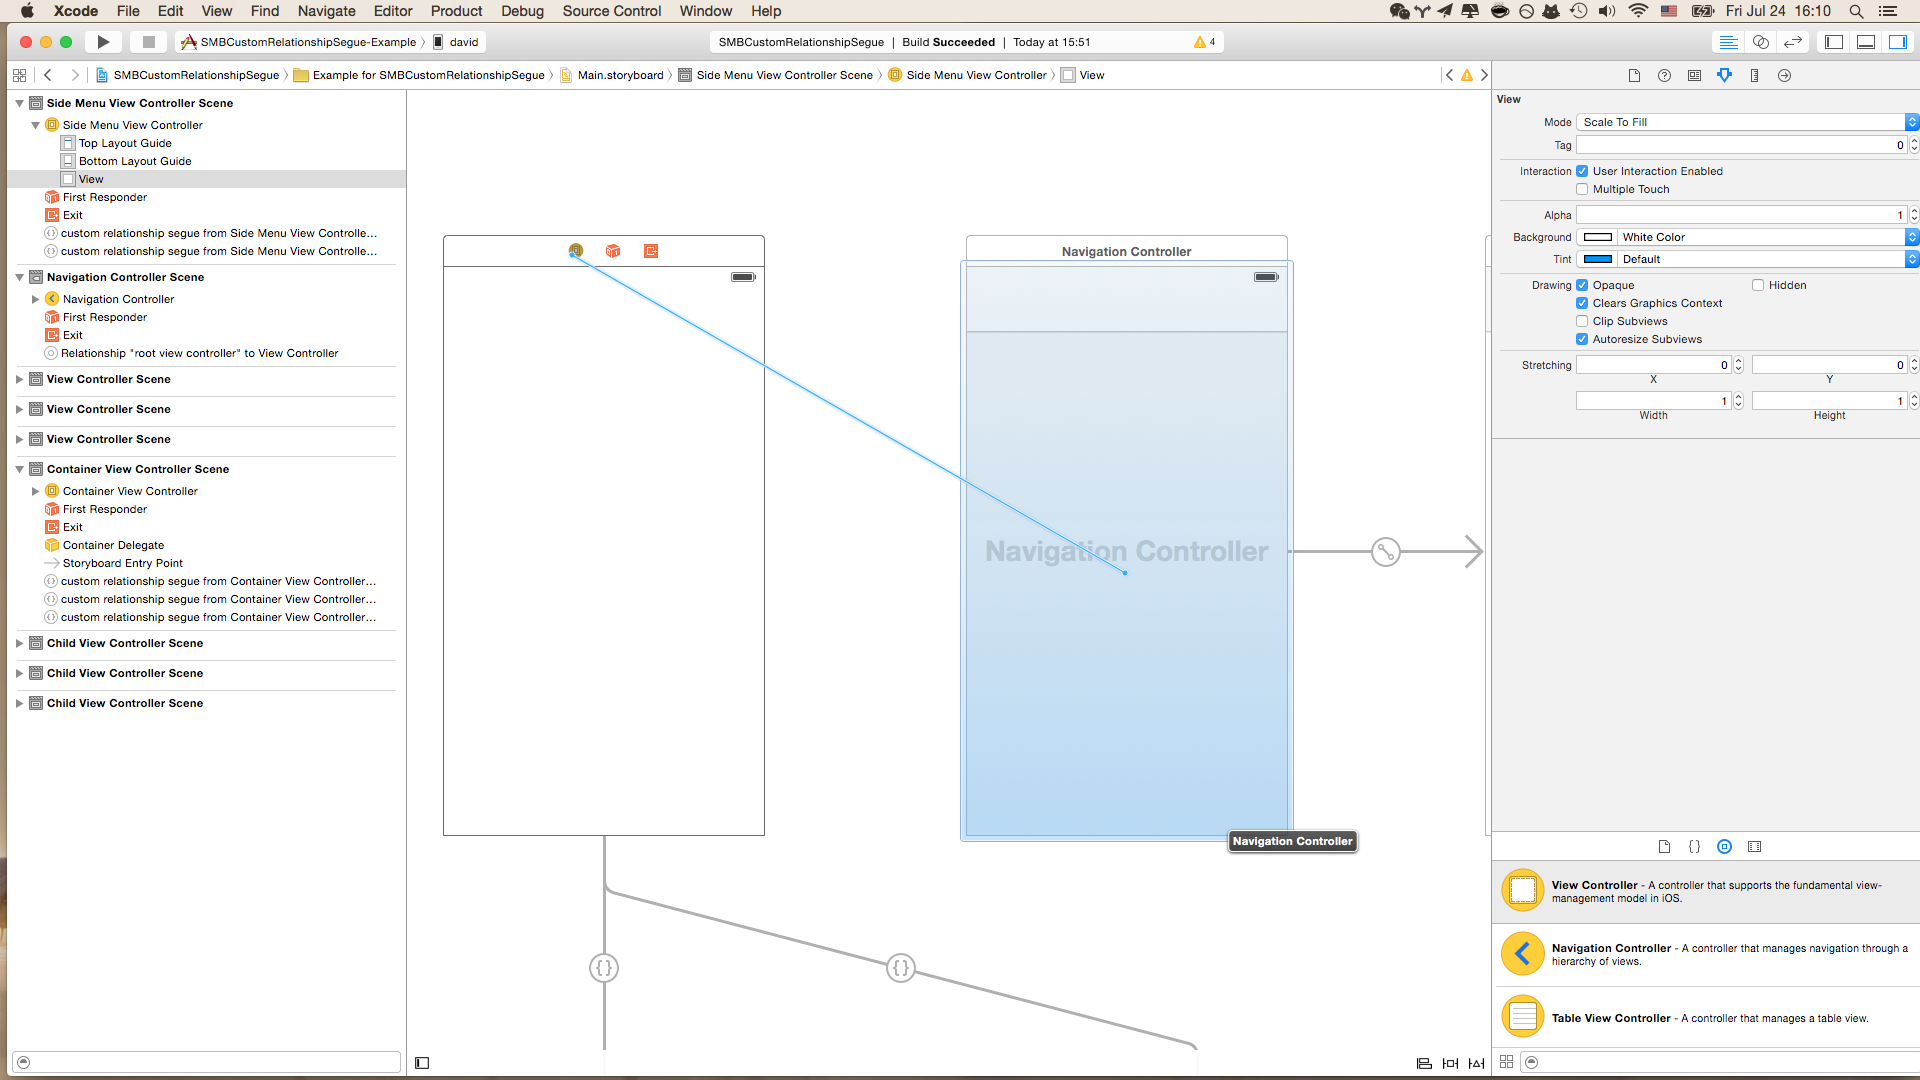 Xcode File Edit View Find Navigate Editor Product Debug Source Control Window Help
Fri Jul 24 16:10
SMBCustomRelationshipSegue-Example david
SMBCustomRelationshipSegue | Build Succeeded | Today at 15:51
4
SMBCustomRelationshipSegue Example for SMBCustomRelationshipSegue Main.storyboard Side Menu View Controller Scene Side Menu View Controller View
Side Menu View Controller Scene
Side Menu View Controller
Top Layout Guide
Bottom Layout Guide
View
First Responder
Exit
custom relationship segue from Side Menu View Controlle...
custom relationship segue from Side Menu View Controlle...
Navigation Controller Scene
Navigation Controller
First Responder
Exit
Relationship "root view controller" to View Controller
View Controller Scene
View Controller Scene
View Controller Scene
Container View Controller Scene
Container View Controller
First Responder
Exit
Container Delegate
Storyboard Entry Point
custom relationship segue from Container View Controller...
custom relationship segue from Container View Controller...
custom relationship segue from Container View Controller...
Child View Controller Scene
Child View Controller Scene
Child View Controller Scene
Navigation Controller
Navigation Controller
Navigation Controller
{}
{}
View
Mode Scale To Fill
Tag 0
Interaction User Interaction Enabled
Multiple Touch
Alpha 1
Background White Color
Tint Default
Drawing Opaque Hidden
Clears Graphics Context
Clip Subviews
Autoresize Subviews
Stretching 0 0
X Y
1 1
Width Height
{}
View Controller - A controller that supports the fundamental view-
management model in iOS.
Navigation Controller - A controller that manages navigation through a
hierarchy of views.
Table View Controller - A controller that manages a table view.